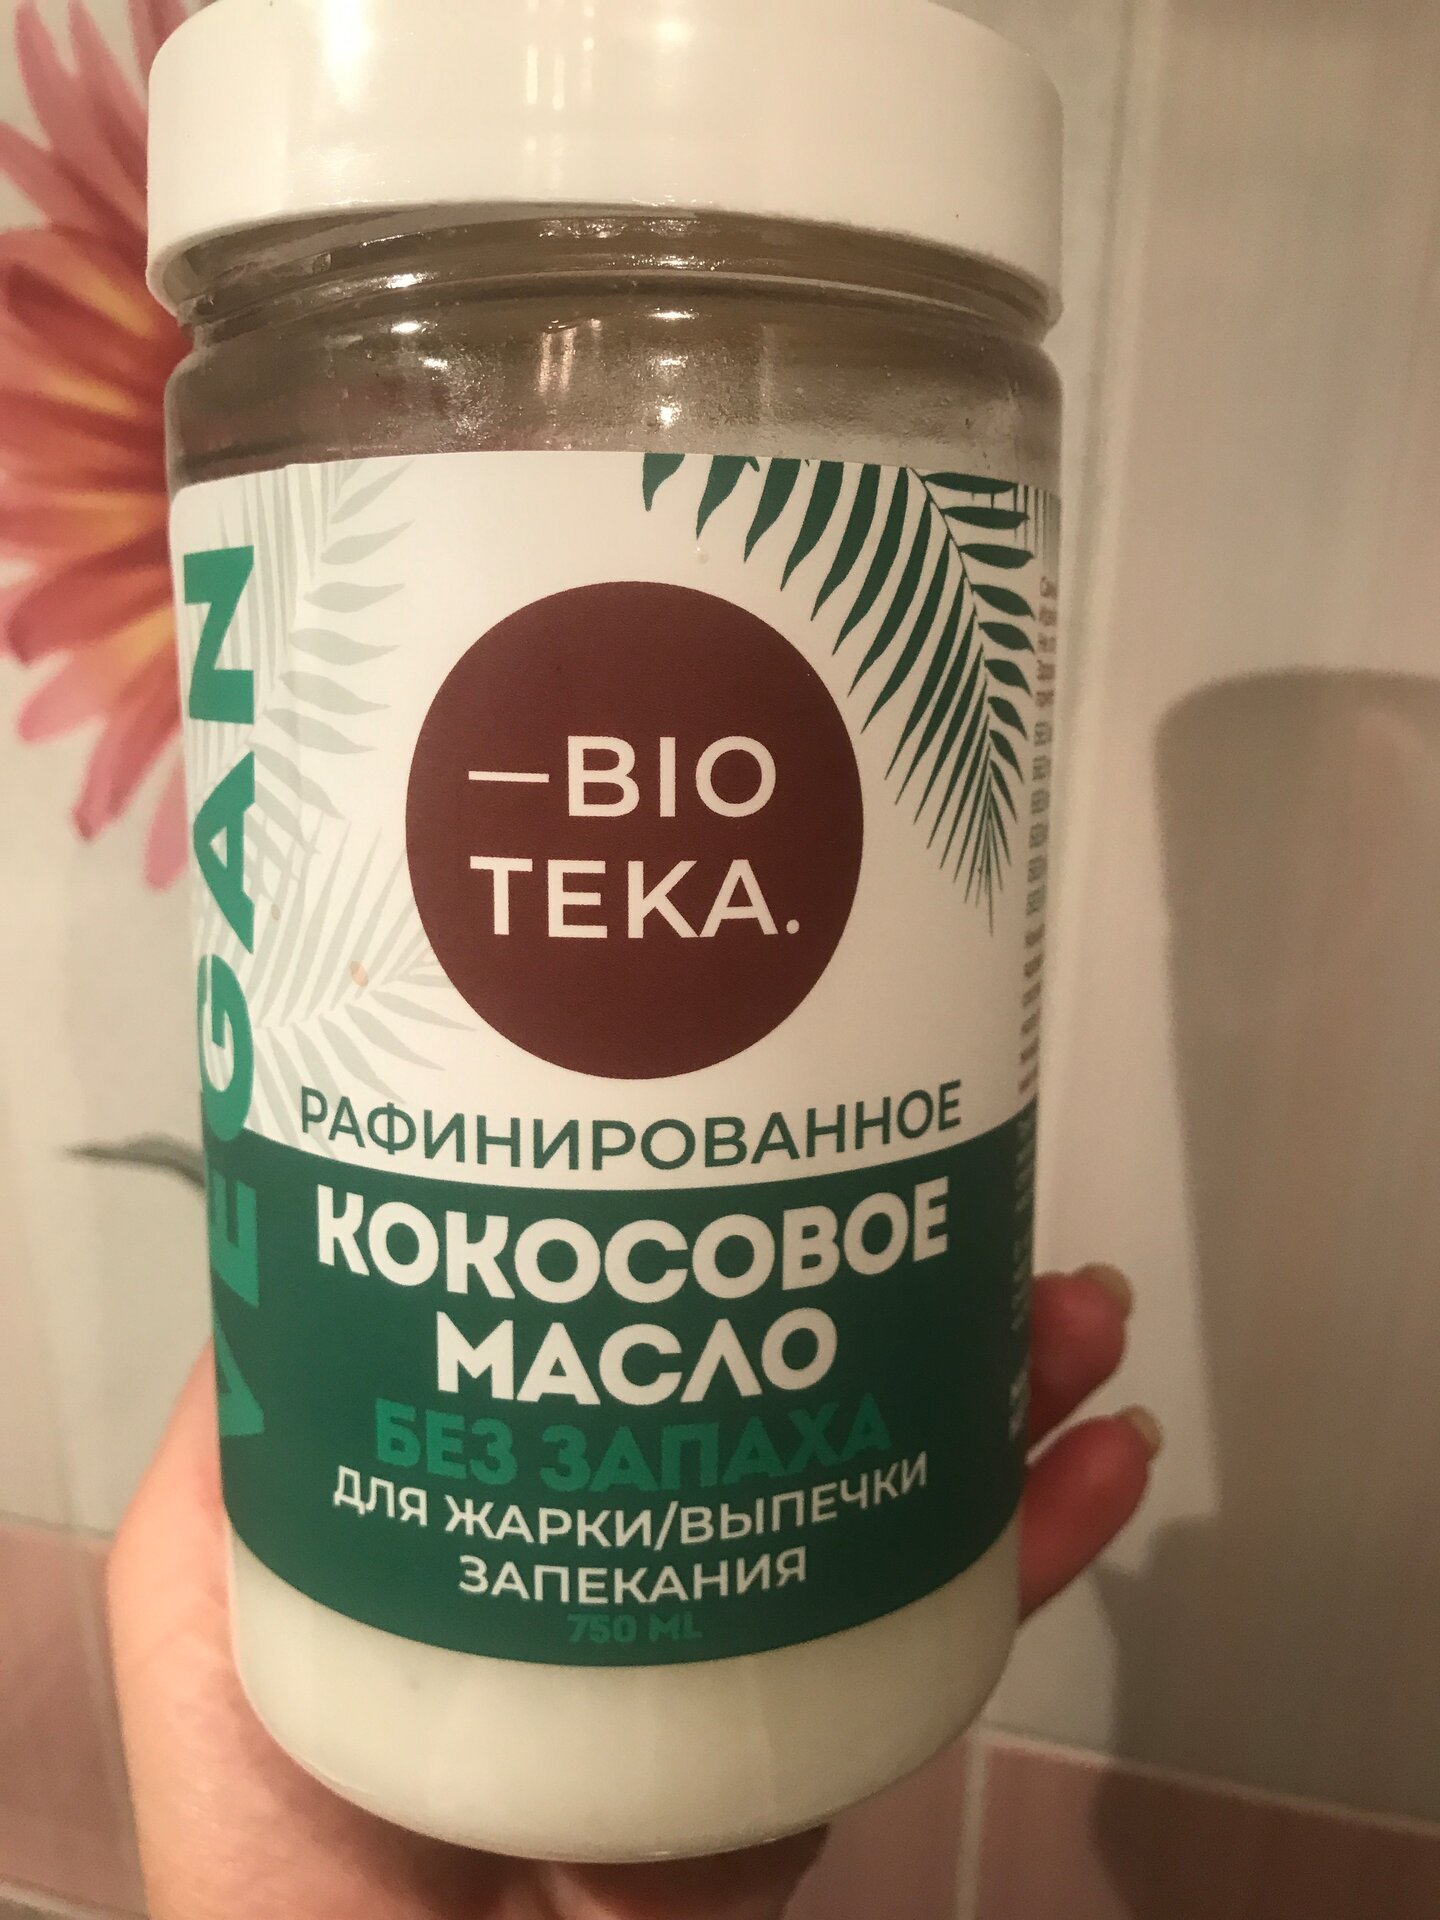 VEGAN
—BIO
TEKA.
РАФИНИРОВАННОЕ
КОКОСОВОЕ
МАСЛО
БЕЗ ЗАПАХА
ДЛЯ ЖАРКИ/ВЫПЕЧКИ
ЗАПЕКАНИЯ
750 ML